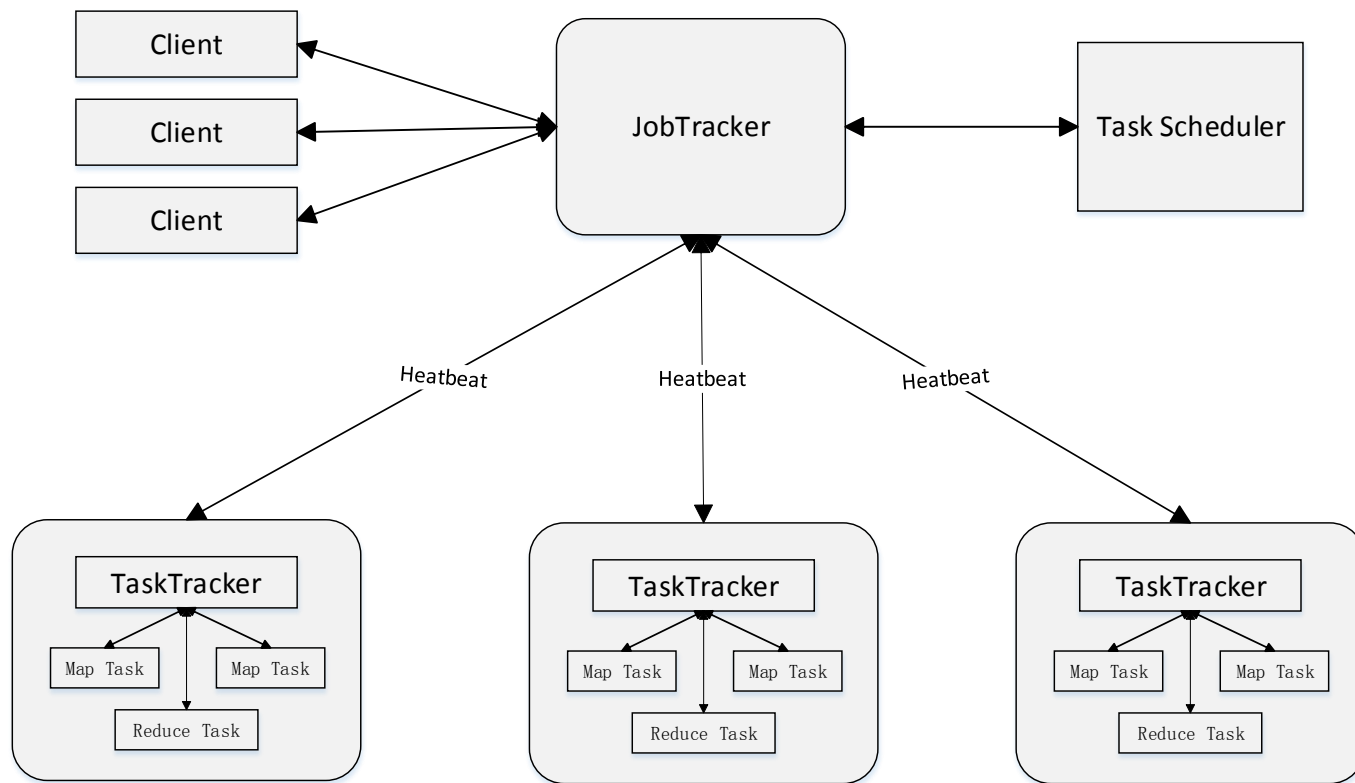 Client
Client
Client
JobTracker
Task Scheduler
Heatbeat
Heatbeat
Heatbeat
TaskTracker
Map Task
Map Task
Reduce Task
TaskTracker
Map Task
Map Task
Reduce Task
TaskTracker
Map Task
Map Task
Reduce Task